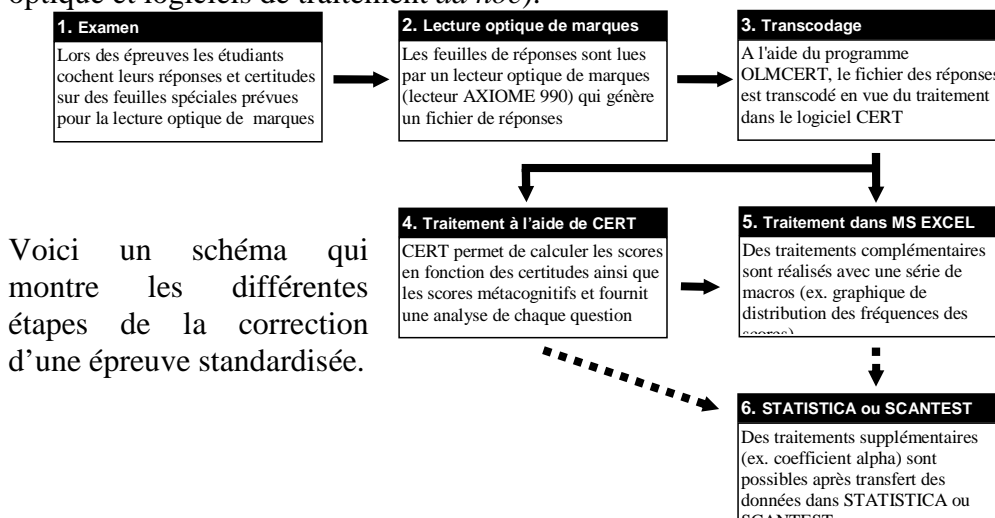 optique et logiciels de traitement ad hoc).
1. Examen
Lors des épreuves les étudiants
cochent leurs réponses et certitudes
sur des feuilles spéciales prévues
pour la lecture optique de marques
2. Lecture optique de marques
Les feuilles de réponses sont lues
par un lecteur optique de marques
(lecteur AXIOME 990) qui génère
un fichier de réponses
3. Transcodage
A l'aide du programme
OLMCERT, le fichier des réponses
est transcodé en vue du traitement
dans le logiciel CERT
Voici un schéma qui
montre les différentes
étapes de la correction
d’une épreuve standardisée.
4. Traitement à l’aide de CERT
CERT permet de calculer les scores
en fonction des certitudes ainsi que
les scores métacognitifs et fournit
une analyse de chaque question
5. Traitement dans MS EXCEL
Des traitements complémentaires
sont réalisés avec une série de
macros (ex. graphique de
distribution des fréquences des
scores)
6. STATISTICA ou SCANTEST
Des traitements supplémentaires
(ex. coefficient alpha) sont
possibles après transfert des
données dans STATISTICA ou
SCANTEST